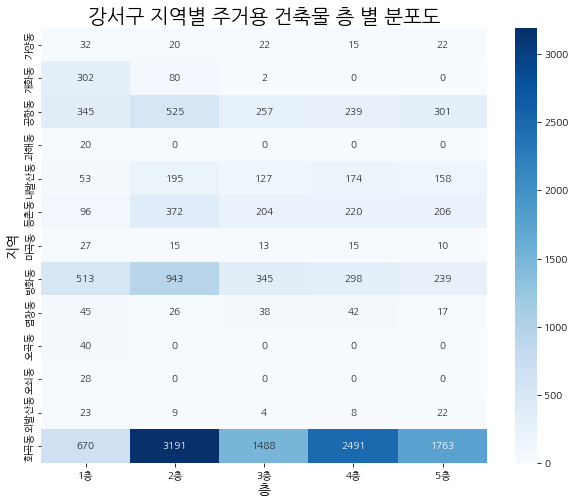 강서구 지역별 주거용 건축물 층 별 분포도
가양동 32 20 22 15 22
개화동 302 80 2 0 0
공항동 345 525 257 239 301
과해동 20 0 0 0 0
내발산동 53 195 127 174 158
등촌동 96 372 204 220 206
마곡동 27 15 13 15 10
방화동 513 943 345 298 239
염창동 45 26 38 42 17
오곡동 40 0 0 0 0
오쇠동 28 0 0 0 0
외발산동 23 9 4 8 22
화곡동 670 3191 1488 2491 1763
1층 2층 3층 4층 5층
층
지역
3000
2500
2000
1500
1000
500
0